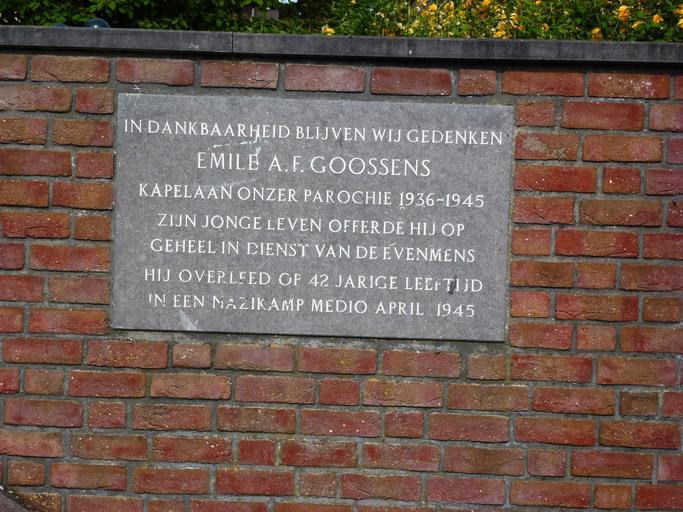 IN DANKBAARHEID BLIJVEN WIJ GEDENKEN
EMILE A.F. GOOSSENS
KAPELAAN ONZER PAROCHIE 1936-1945
ZIJN JONGE LEVEN OFFERDE HIJ OP
GEHEEL IN DIENST VAN DE EVENMENS
HIJ OVERLEED OP 42 JARIGE LEEFTIJD
IN EEN NAZIKAMP MEDIO APRIL 1945